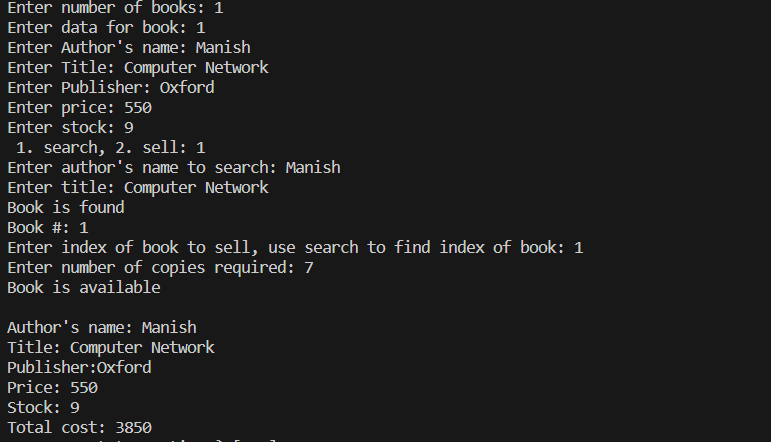 Enter number of books: 1
Enter data for book: 1
Enter Author's name: Manish
Enter Title: Computer Network
Enter Publisher: Oxford
Enter price: 550
Enter stock: 9
1. search, 2. sell: 1
Enter author's name to search: Manish
Enter title: Computer Network
Book is found
Book #: 1
Enter index of book to sell, use search to find index of book: 1
Enter number of copies required: 7
Book is available
Author's name: Manish
Title: Computer Network
Publisher:Oxford
Price: 550
Stock: 9
Total cost: 3850